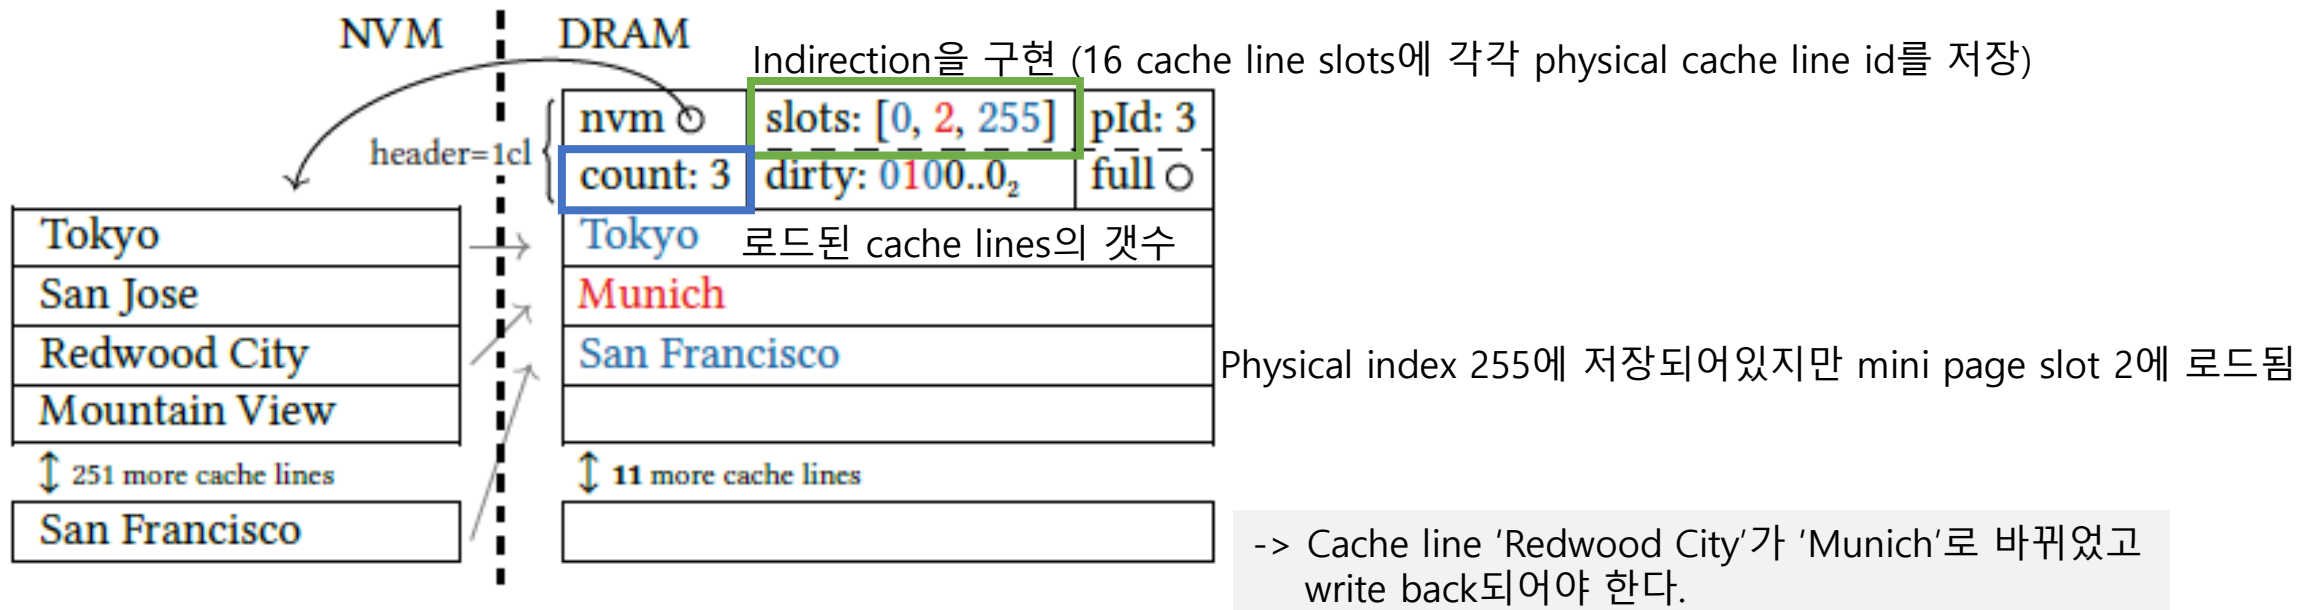 NVM DRAM
Indirection을 구현 (16 cache line slots에 각각 physical cache line id를 저장)
nvm slots: [0, 2, 255] pId: 3
header=1cl
count: 3 dirty: 0100..0₂ full
Tokyo Tokyo 로드된 cache lines의 갯수
San Jose Munich
Redwood City San Francisco Physical index 255에 저장되어있지만 mini page slot 2에 로드됨
Mountain View
251 more cache lines 11 more cache lines
San Francisco
-> Cache line ‘Redwood City’가 ‘Munich’로 바뀌었고
write back되어야 한다.